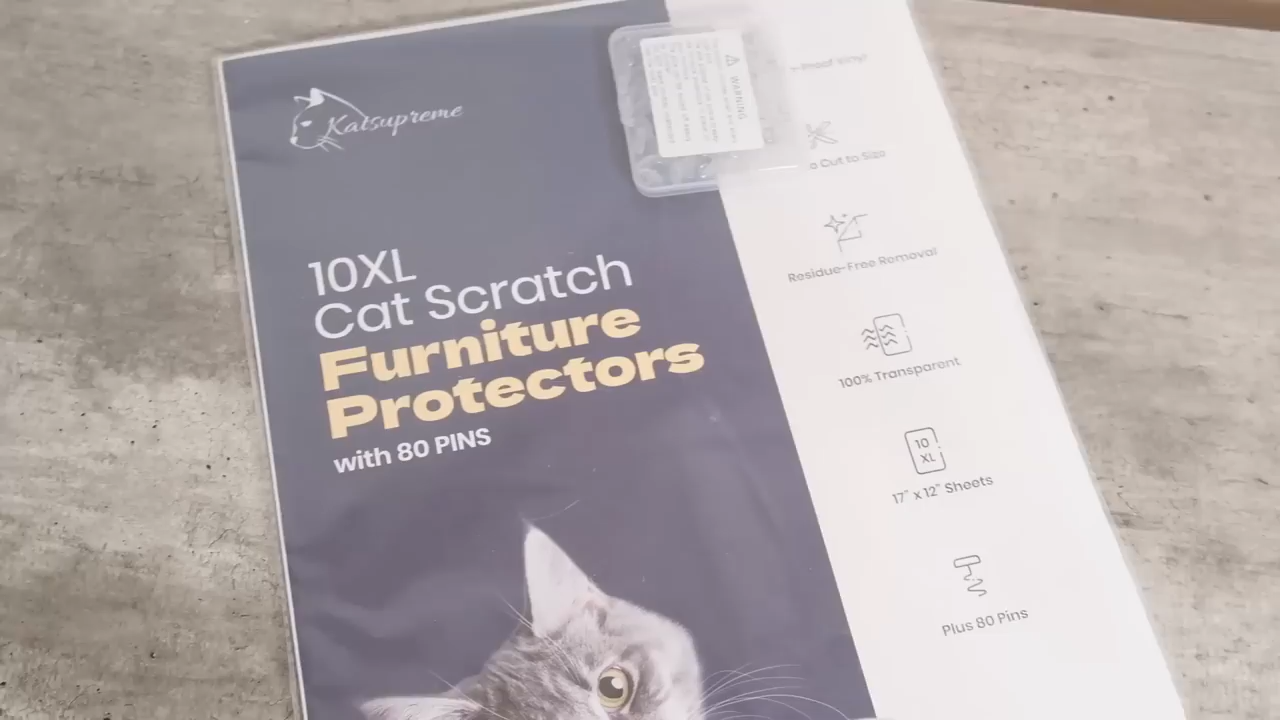 Katsupreme
10XL
Cat Scratch
Furniture
Protectors
with 80 PINS
WARNING
Cut to Size
Residue-Free Removal
100% Transparent
10
XL
17" x 12" Sheets
Plus 80 Pins